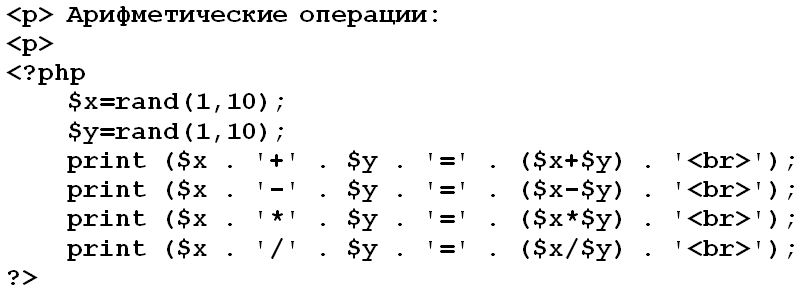 <p> Арифметические операции:
<p>
<?php
    $x=rand(1,10);
    $y=rand(1,10);
    print ($x . '+' . $y . '=' . ($x+$y) . '<br>');
    print ($x . '-' . $y . '=' . ($x-$y) . '<br>');
    print ($x . '*' . $y . '=' . ($x*$y) . '<br>');
    print ($x . '/' . $y . '=' . ($x/$y) . '<br>');
?>